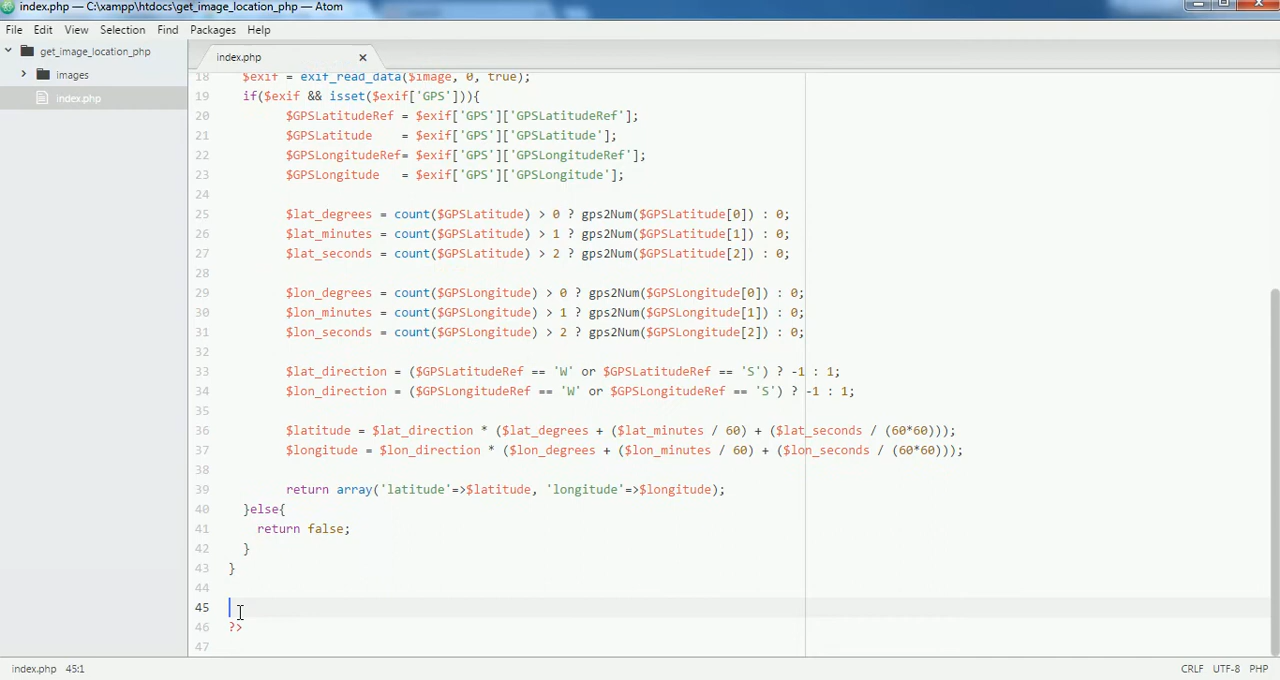 index.php — C:\xampp\htdocs\get_image_location_php — Atom
File Edit View Selection Find Packages Help
get_image_location_php
images
index.php
index.php
18 $exif = exif_read_data($image, 0, true);
19 if($exif && isset($exif['GPS'])){
20 $GPSLatitudeRef = $exif['GPS']['GPSLatitudeRef'];
21 $GPSLatitude = $exif['GPS']['GPSLatitude'];
22 $GPSLongitudeRef= $exif['GPS']['GPSLongitudeRef'];
23 $GPSLongitude = $exif['GPS']['GPSLongitude'];
24
25 $lat_degrees = count($GPSLatitude) > 0 ? gps2Num($GPSLatitude[0]) : 0;
26 $lat_minutes = count($GPSLatitude) > 1 ? gps2Num($GPSLatitude[1]) : 0;
27 $lat_seconds = count($GPSLatitude) > 2 ? gps2Num($GPSLatitude[2]) : 0;
28
29 $lon_degrees = count($GPSLongitude) > 0 ? gps2Num($GPSLongitude[0]) : 0;
30 $lon_minutes = count($GPSLongitude) > 1 ? gps2Num($GPSLongitude[1]) : 0;
31 $lon_seconds = count($GPSLongitude) > 2 ? gps2Num($GPSLongitude[2]) : 0;
32
33 $lat_direction = ($GPSLatitudeRef == 'W' or $GPSLatitudeRef == 'S') ? -1 : 1;
34 $lon_direction = ($GPSLongitudeRef == 'W' or $GPSLongitudeRef == 'S') ? -1 : 1;
35
36 $latitude = $lat_direction * ($lat_degrees + ($lat_minutes / 60) + ($lat_seconds / (60*60)));
37 $longitude = $lon_direction * ($lon_degrees + ($lon_minutes / 60) + ($lon_seconds / (60*60)));
38
39 return array('latitude'=>$latitude, 'longitude'=>$longitude);
40 }else{
41 return false;
42 }
43 }
44
45
46 ?>
47
index.php 45:1 CRLF UTF-8 PHP